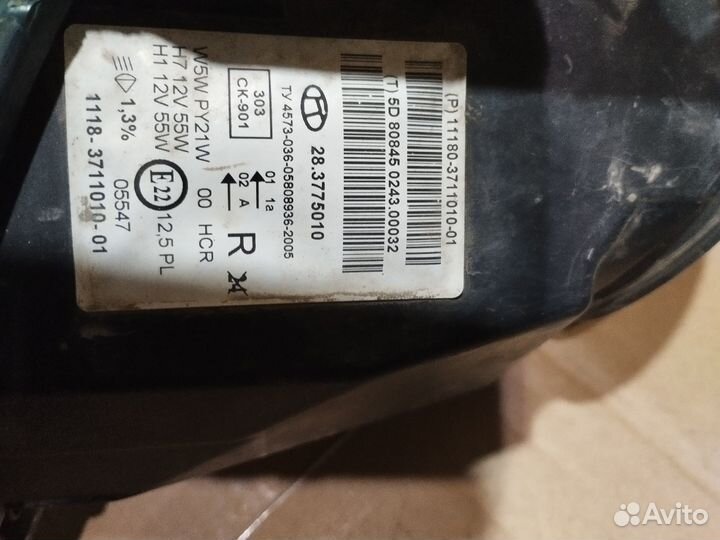 (P) 11180-3711010-01
(T) 5D 80845 0243.00032
28.3775010
ТУ 4573-036-05808936-2005
303
СК-901
01 1a
02 A
R
24
W5W PY21W 00 HCR
H7 12V 55W
H1 12V 55W
E22
12,5 PL
1,3% 05547
1118-3711010-01
Avito